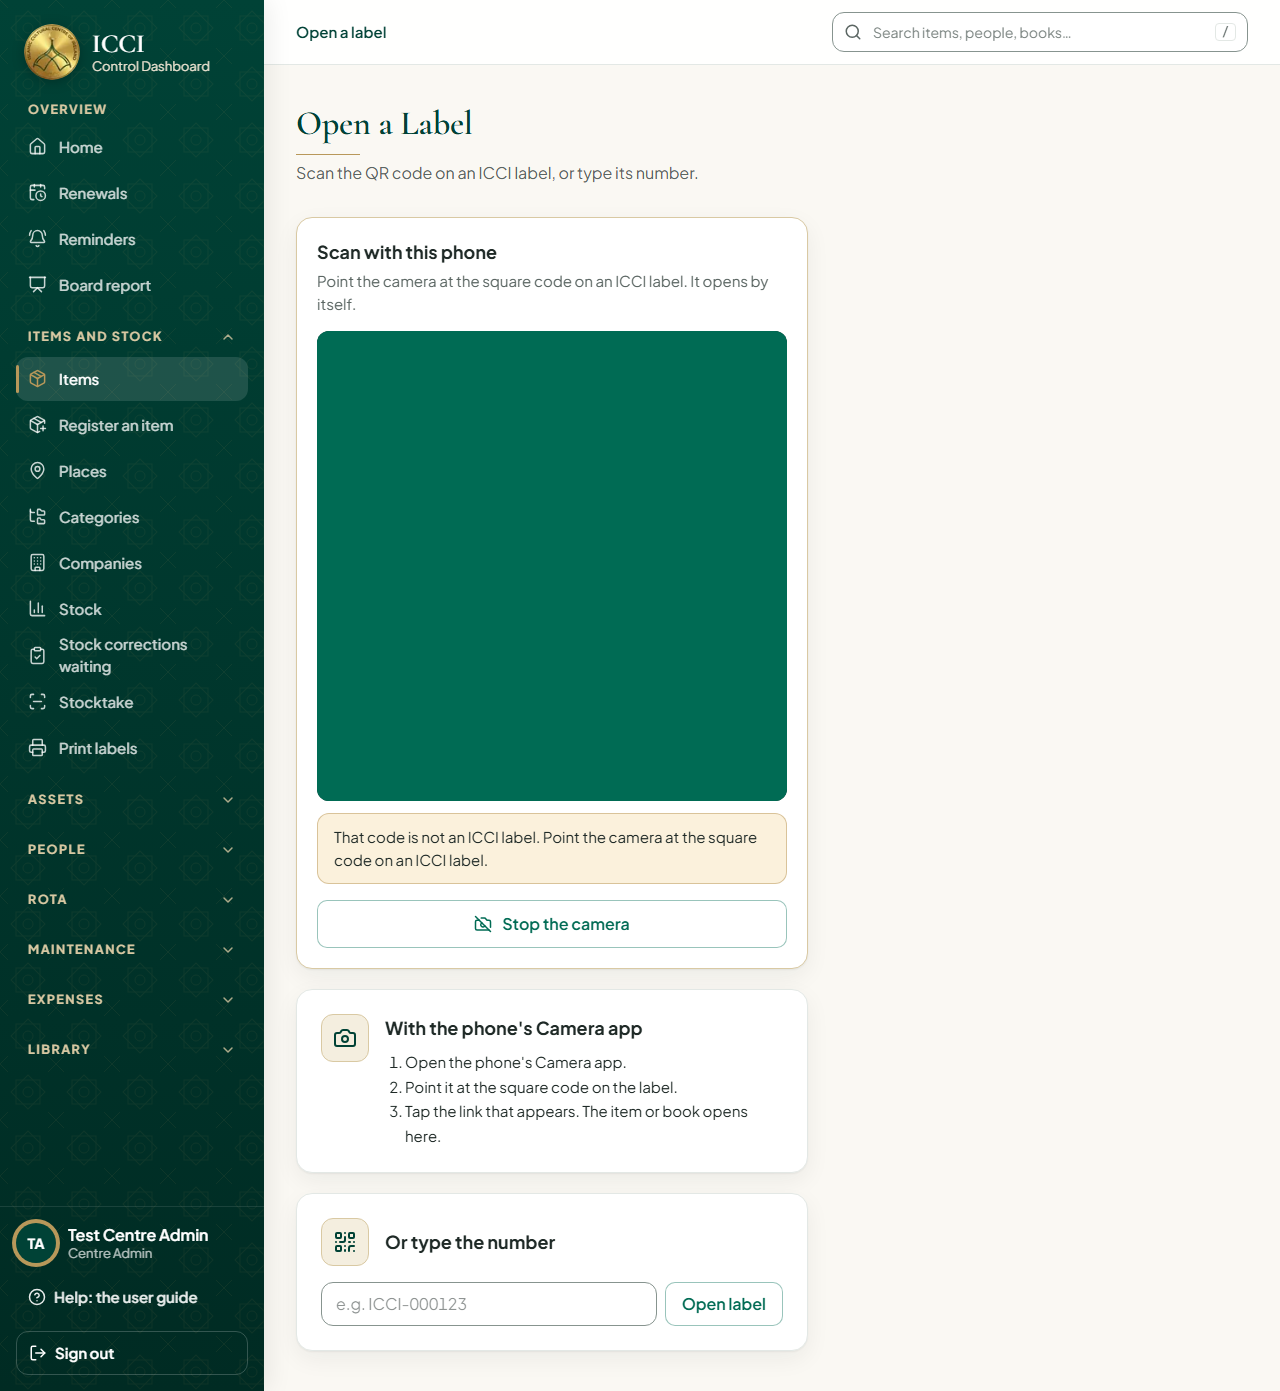 ICCI
Control Dashboard
OVERVIEW
Home
Renewals
Reminders
Board report
ITEMS AND STOCK
Items
Register an item
Places
Categories
Companies
Stock
Stock corrections
waiting
Stocktake
Print labels
ASSETS
PEOPLE
ROTA
MAINTENANCE
EXPENSES
LIBRARY
TA
Test Centre Admin
Centre Admin
Help: the user guide
Sign out
Open a label
Search items, people, books...
/
Open a Label
Scan the QR code on an ICCI label, or type its number.
Scan with this phone
Point the camera at the square code on an ICCI label. It opens by
itself.
That code is not an ICCI label. Point the camera at the square
code on an ICCI label.
Stop the camera
With the phone's Camera app
1. Open the phone's Camera app.
2. Point it at the square code on the label.
3. Tap the link that appears. The item or book opens
here.
Or type the number
e.g. ICCI-000123
Open label